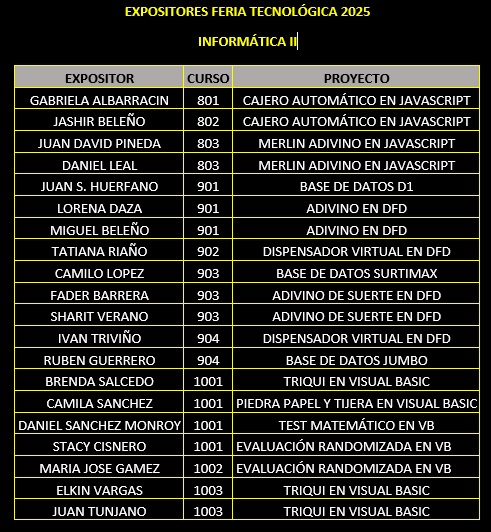 EXPOSITORES FERIA TECNOLÓGICA 2025
INFORMÁTICA II
EXPOSITOR CURSO PROYECTO
GABRIELA ALBARRACIN 801 CAJERO AUTOMÁTICO EN JAVASCRIPT
JASHIR BELEÑO 802 CAJERO AUTOMÁTICO EN JAVASCRIPT
JUAN DAVID PINEDA 803 MERLIN ADIVINO EN JAVASCRIPT
DANIEL LEAL 803 MERLIN ADIVINO EN JAVASCRIPT
JUAN S. HUERFANO 901 BASE DE DATOS D1
LORENA DAZA 901 ADIVINO EN DFD
MIGUEL BELEÑO 901 ADIVINO EN DFD
TATIANA RIAÑO 902 DISPENSADOR VIRTUAL EN DFD
CAMILO LOPEZ 903 BASE DE DATOS SURTIMAX
FADER BARRERA 903 ADIVINO DE SUERTE EN DFD
SHARIT VERANO 903 ADIVINO DE SUERTE EN DFD
IVAN TRIVIÑO 904 DISPENSADOR VIRTUAL EN DFD
RUBEN GUERRERO 904 BASE DE DATOS JUMBO
BRENDA SALCEDO 1001 TRIQUI EN VISUAL BASIC
CAMILA SANCHEZ 1001 PIEDRA PAPEL Y TIJERA EN VISUAL BASIC
DANIEL SANCHEZ MONROY 1001 TEST MATEMÁTICO EN VB
STACY CISNERO 1001 EVALUACIÓN RANDOMIZADA EN VB
MARIA JOSE GAMEZ 1002 EVALUACIÓN RANDOMIZADA EN VB
ELKIN VARGAS 1003 TRIQUI EN VISUAL BASIC
JUAN TUNJANO 1003 TRIQUI EN VISUAL BASIC